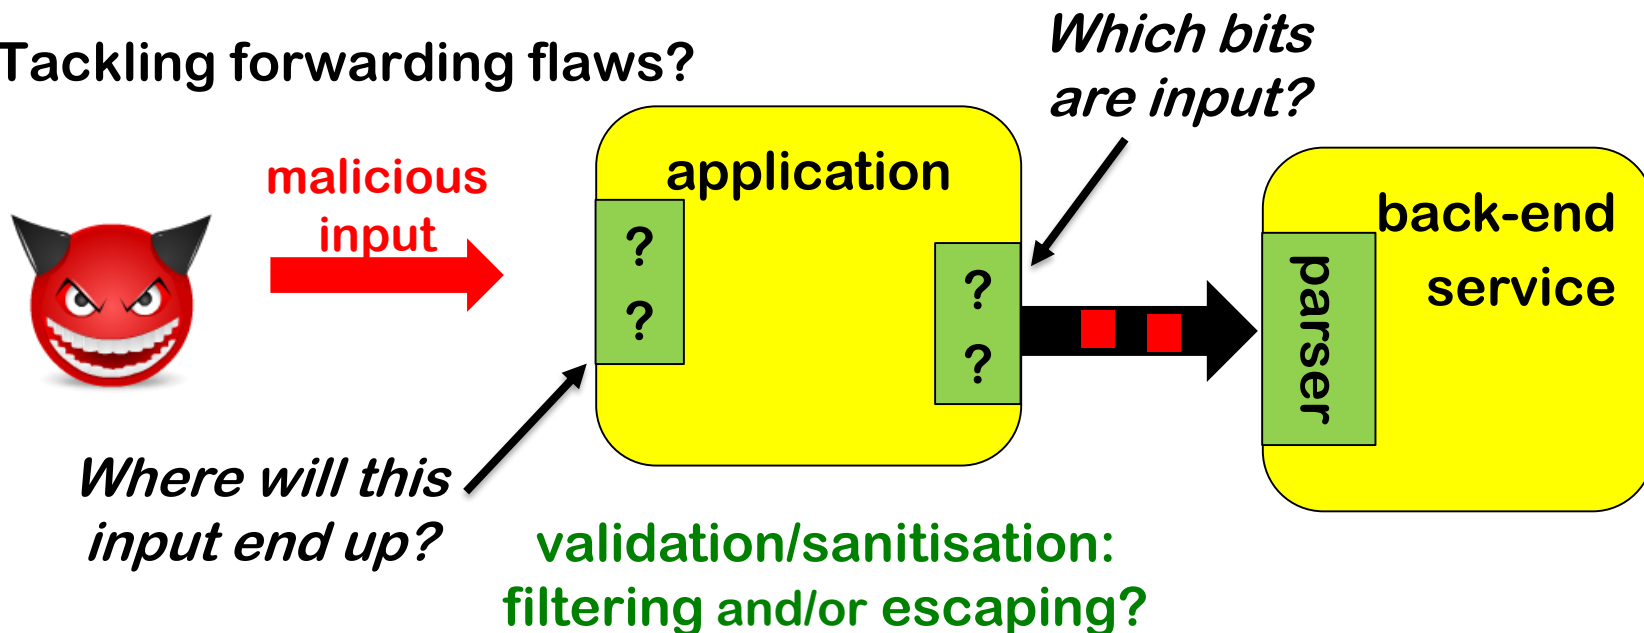 Tackling forwarding flaws?
Which bits
are input?
malicious
input
application
?
?
?
?
back-end
service
parser
Where will this
input end up?
validation/sanitisation:
filtering and/or escaping?